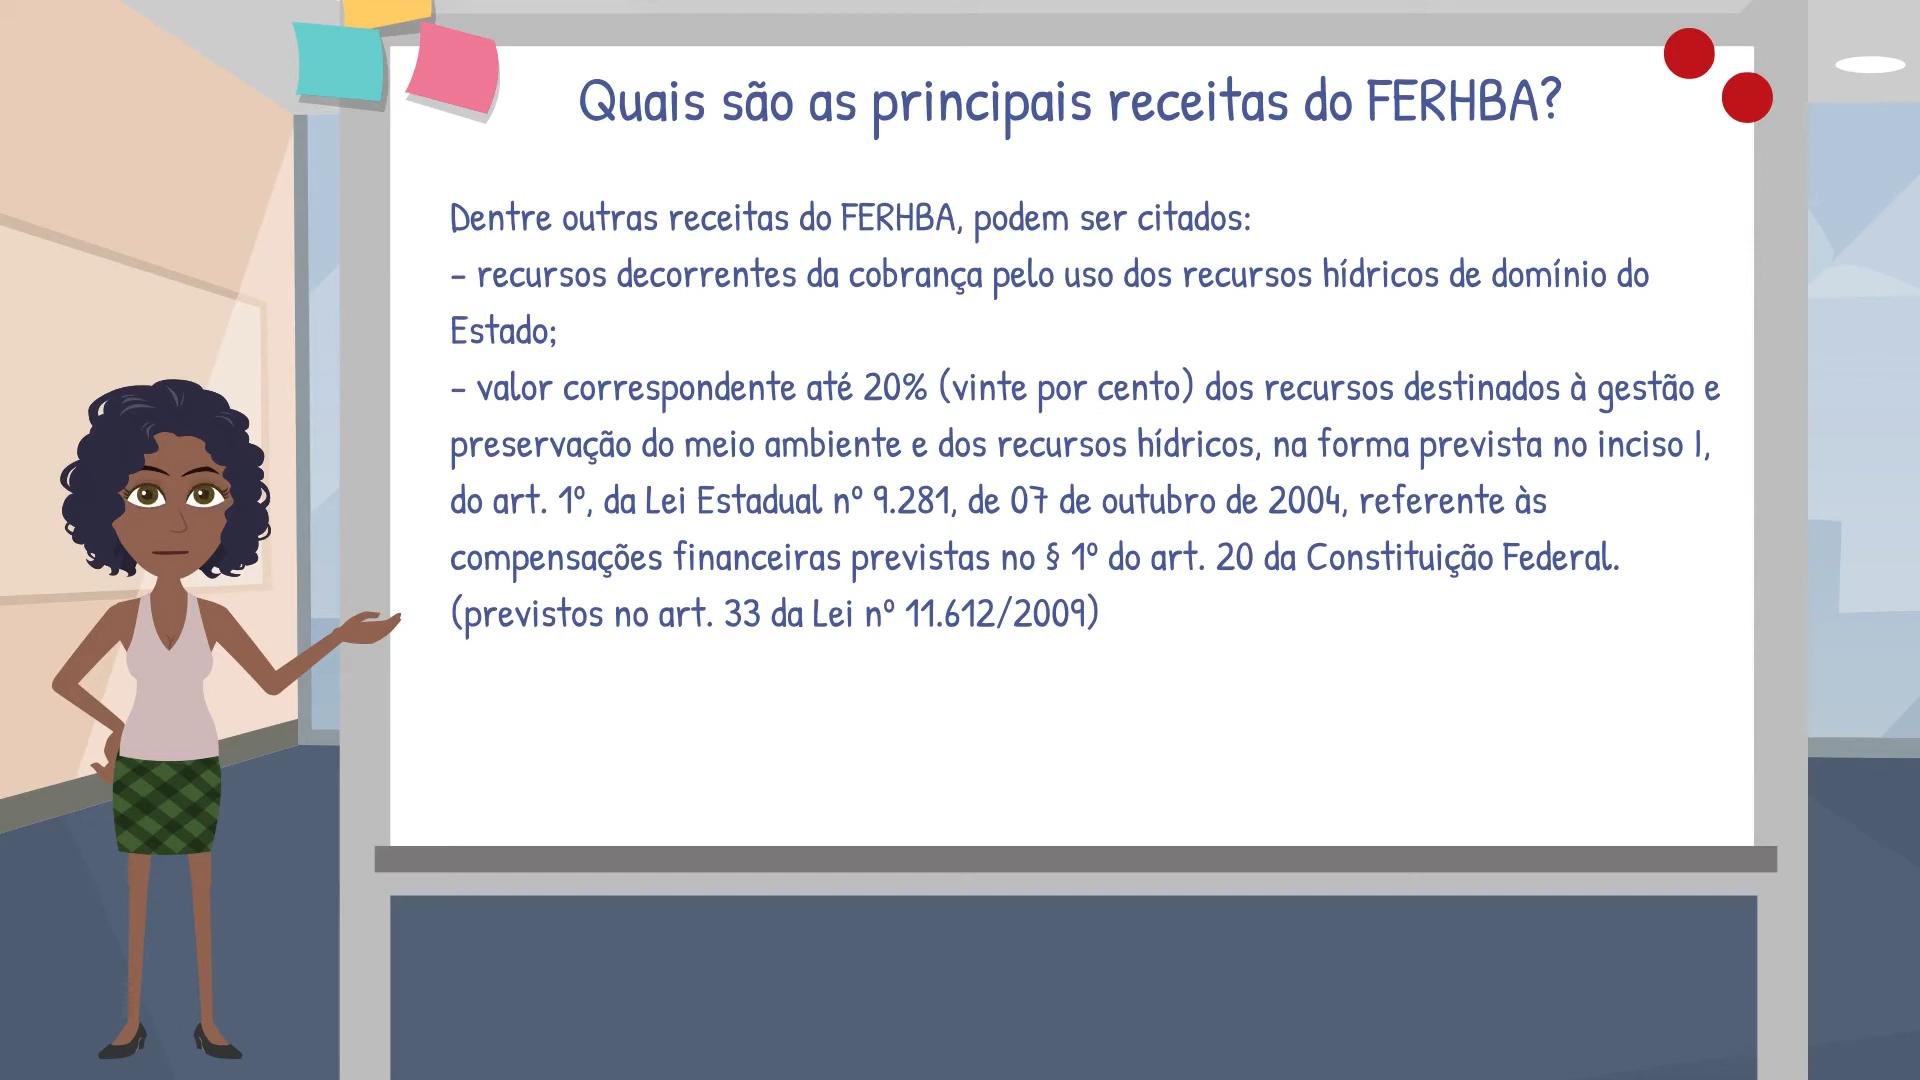 Quais são as principais receitas do FERHBA?
Dentre outras receitas do FERHBA, podem ser citados:
- recursos decorrentes da cobrança pelo uso dos recursos hídricos de domínio do
Estado;
- valor correspondente até 20% (vinte por cento) dos recursos destinados à gestão e
preservação do meio ambiente e dos recursos hídricos, na forma prevista no inciso I,
do art. 1º, da Lei Estadual nº 9.281, de 07 de outubro de 2004, referente às
compensações financeiras previstas no § 1º do art. 20 da Constituição Federal.
(previstos no art. 33 da Lei nº 11.612/2009)